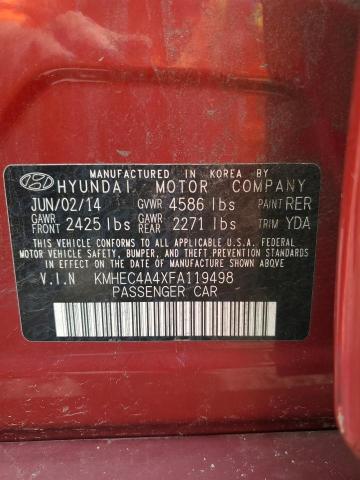 MANUFACTURED IN KOREA BY
HYUNDAI MOTOR COMPANY
JUN/02/14 GVWR 4586 lbs PAINT RER
GAWR FRONT 2425 lbs GAWR REAR 2271 lbs TRIM YDA
THIS VEHICLE CONFORMS TO ALL APPLICABLE U.S. FEDERAL
MOTOR VEHICLE SAFETY, BUMPER, AND THEFT PREVENTION
STANDARDS IN EFFECT ON THE DATE OF MANUFACTURE
SHOWN ABOVE.
V.I.N KMHEC4A4XFA119498
PASSENGER CAR